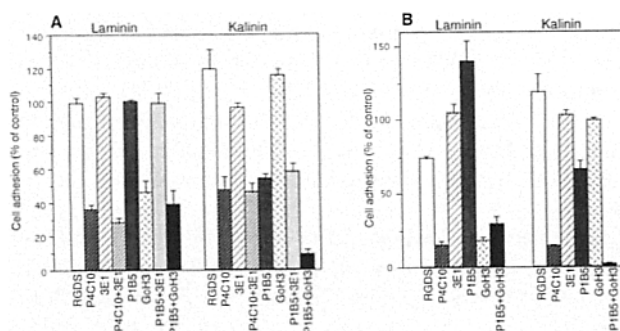 A
Laminin
Kalinin
Cell adhesion (% of control)
140
120
100
80
60
40
20
0
RGDS
P4C10
3E1
P4C10+3E1
P1B5
GoH3
P1B5+3E1
P1B5+GoH3
RGDS
P4C10
3E1
P4C10+3E1
P1B5
GoH3
P1B5+3E1
P1B5+GoH3
B
Laminin
Kalinin
Cell adhesion (% of control)
150
100
50
0
RGDS
P4C10
3E1
P1B5
GoH3
P1B5+GoH3
RGDS
P4C10
3E1
P1B5
GoH3
P1B5+GoH3